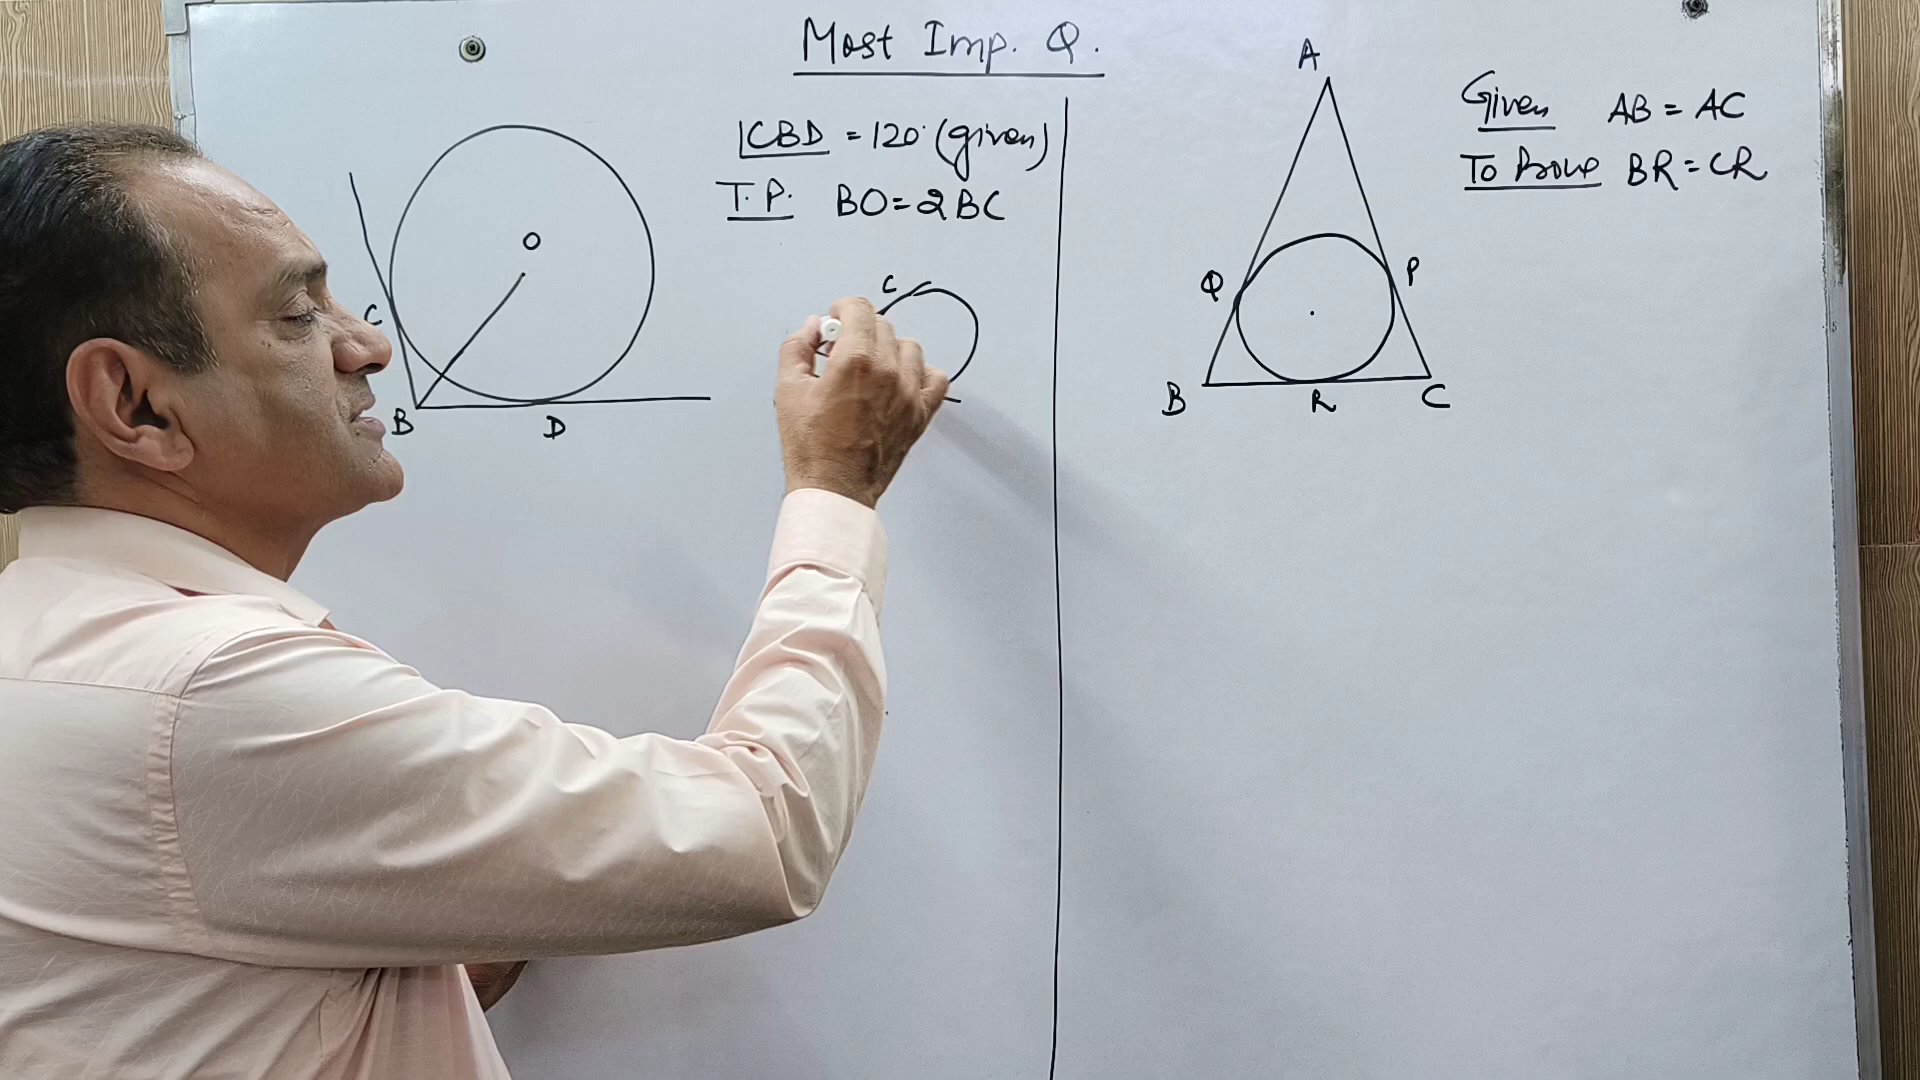 Most Imp. Q.
∠CBD = 120° (given)
T.P. BO = 2BC
O
C
B
D
C
A
Given AB = AC
To Prove BR = CR
Q
P
B
R
C